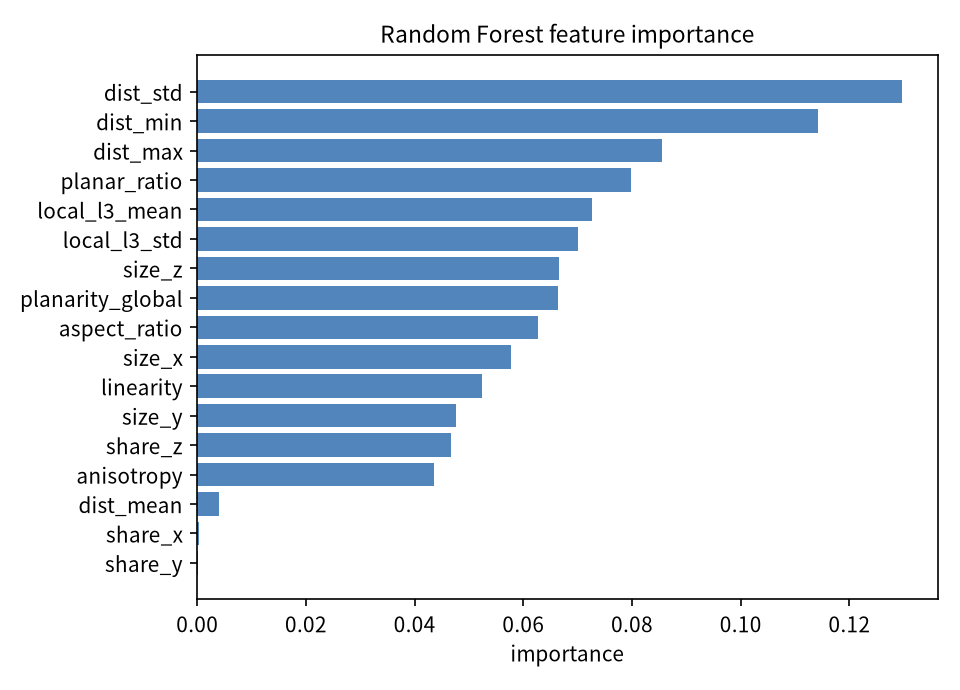 Random Forest feature importance
dist_std
dist_min
dist_max
planar_ratio
local_l3_mean
local_l3_std
size_z
planarity_global
aspect_ratio
size_x
linearity
size_y
share_z
anisotropy
dist_mean
share_x
share_y
0.00 0.02 0.04 0.06 0.08 0.10 0.12
importance